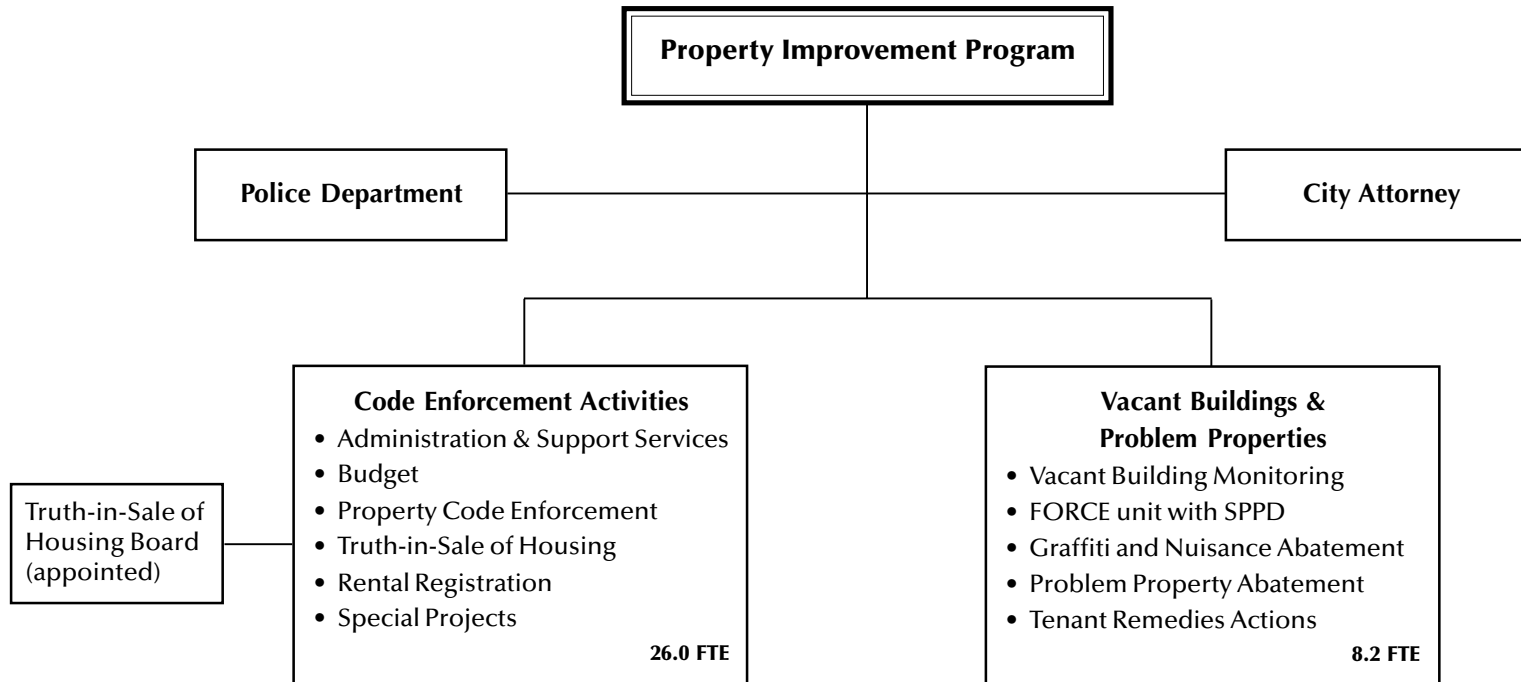 Property Improvement Program
Police Department
City Attorney
Code Enforcement Activities
• Administration & Support Services
• Budget
• Property Code Enforcement
• Truth-in-Sale of Housing
• Rental Registration
• Special Projects
26.0 FTE
Vacant Buildings &
Problem Properties
• Vacant Building Monitoring
• FORCE unit with SPPD
• Graffiti and Nuisance Abatement
• Problem Property Abatement
• Tenant Remedies Actions
8.2 FTE
Truth-in-Sale of
Housing Board
(appointed)